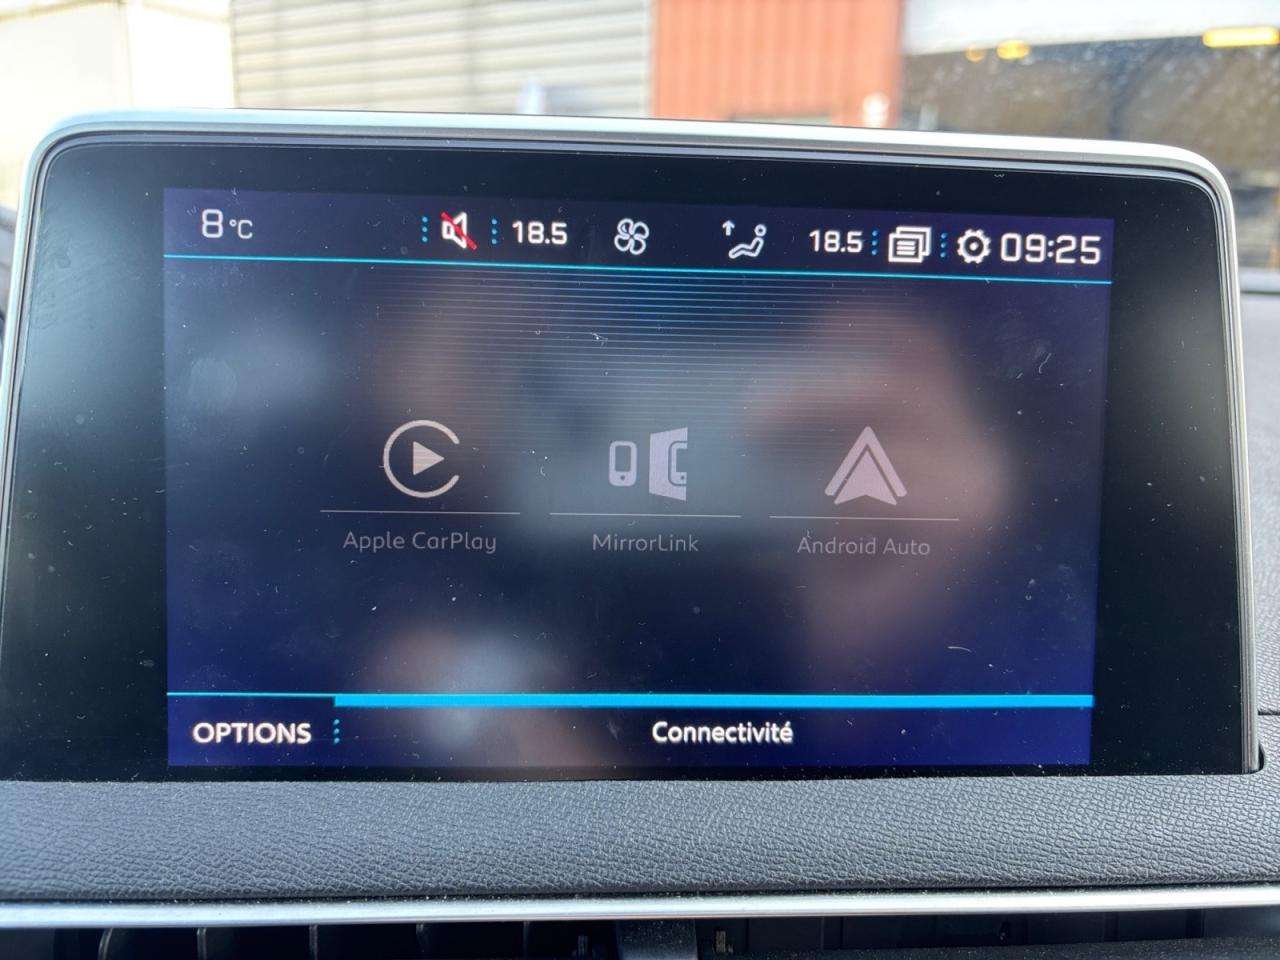 8°C 18.5 18.5 09:25
Apple CarPlay MirrorLink Android Auto
OPTIONS Connectivité